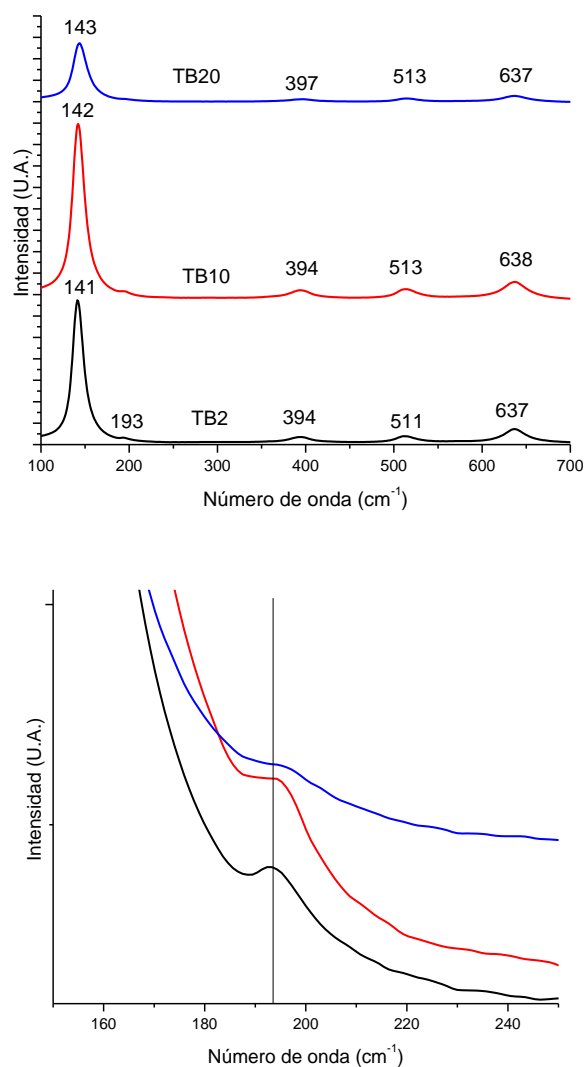 143
TB20
397
513
637
142
TB10
394
513
638
141
193
TB2
394
511
637
Intensidad (U.A.)
100 200 300 400 500 600 700
Número de onda (cm⁻¹)
Intensidad (U.A.)
160 180 200 220 240
Número de onda (cm⁻¹)